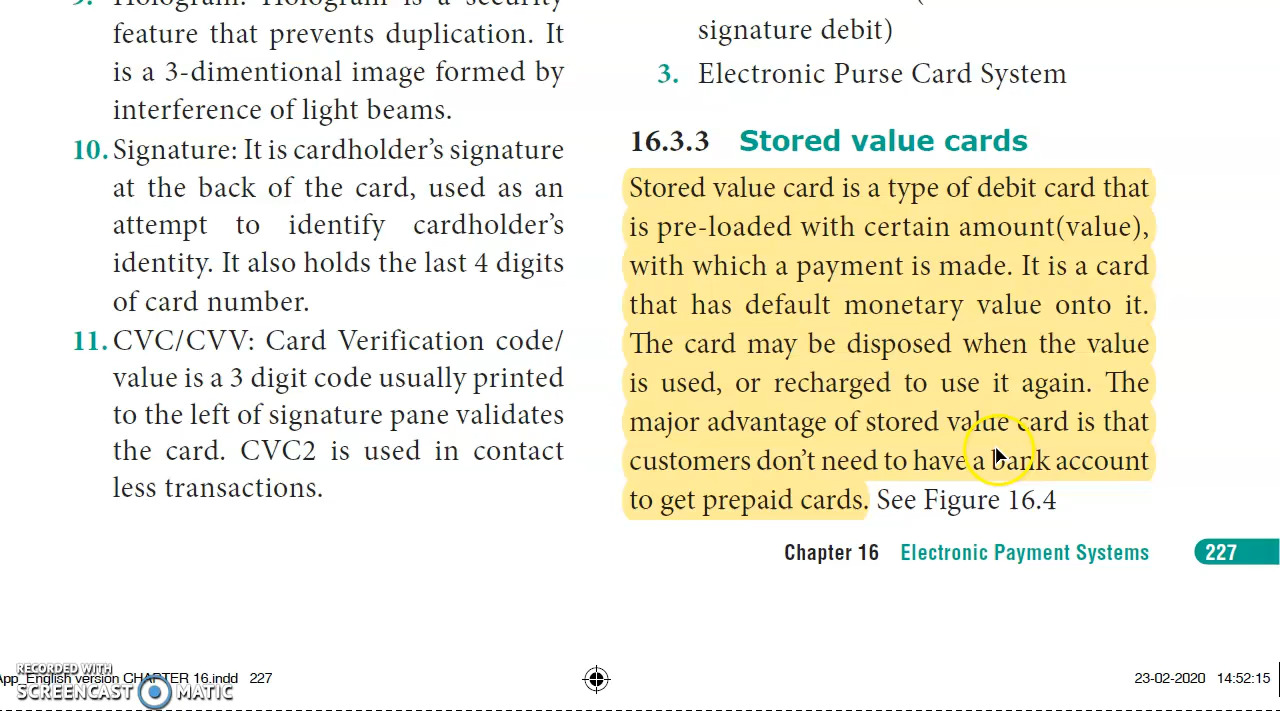 9. Hologram: Hologram is a security
feature that prevents duplication. It
is a 3-dimentional image formed by
interference of light beams.
10. Signature: It is cardholder’s signature
at the back of the card, used as an
attempt to identify cardholder’s
identity. It also holds the last 4 digits
of card number.
11. CVC/CVV: Card Verification code/
value is a 3 digit code usually printed
to the left of signature pane validates
the card. CVC2 is used in contact
less transactions.
signature debit)
3. Electronic Purse Card System
16.3.3 Stored value cards
Stored value card is a type of debit card that
is pre-loaded with certain amount(value),
with which a payment is made. It is a card
that has default monetary value onto it.
The card may be disposed when the value
is used, or recharged to use it again. The
major advantage of stored value card is that
customers don’t need to have a bank account
to get prepaid cards. See Figure 16.4
Chapter 16 Electronic Payment Systems 227
App_English version CHAPTER 16.indd 227
23-02-2020 14:52:15
RECORDED WITH
SCREENCAST MATIC